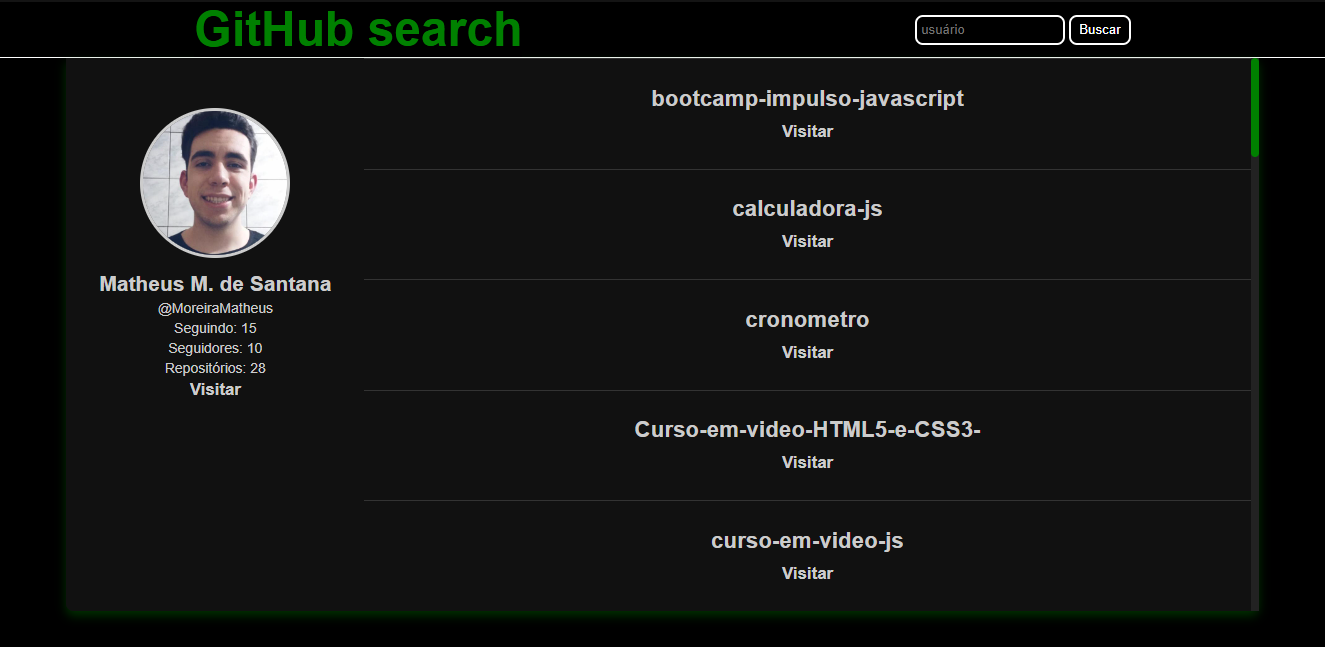 GitHub search
usuário
Buscar
Matheus M. de Santana
@MoreiraMatheus
Seguindo: 15
Seguidores: 10
Repositórios: 28
Visitar
bootcamp-impulso-javascript
Visitar
calculadora-js
Visitar
cronometro
Visitar
Curso-em-video-HTML5-e-CSS3-
Visitar
curso-em-video-js
Visitar